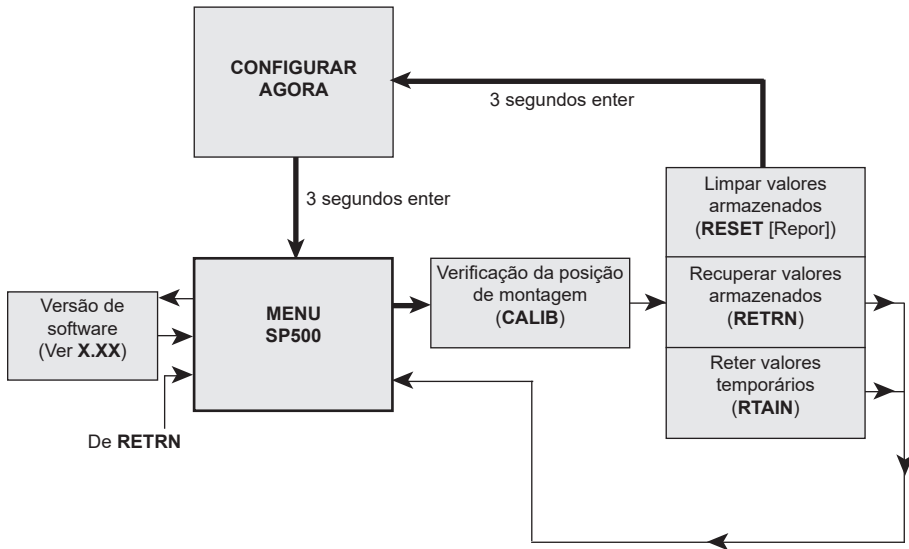 CONFIGURAR
AGORA
3 segundos enter
3 segundos enter
Limpar valores
armazenados
(RESET [Repor])
Versão de
software
(Ver X.XX)
MENU
SP500
Verificação da posição
de montagem
(CALIB)
Recuperar valores
armazenados
(RETRN)
Reter valores
temporários
(RTAIN)
De RETRN